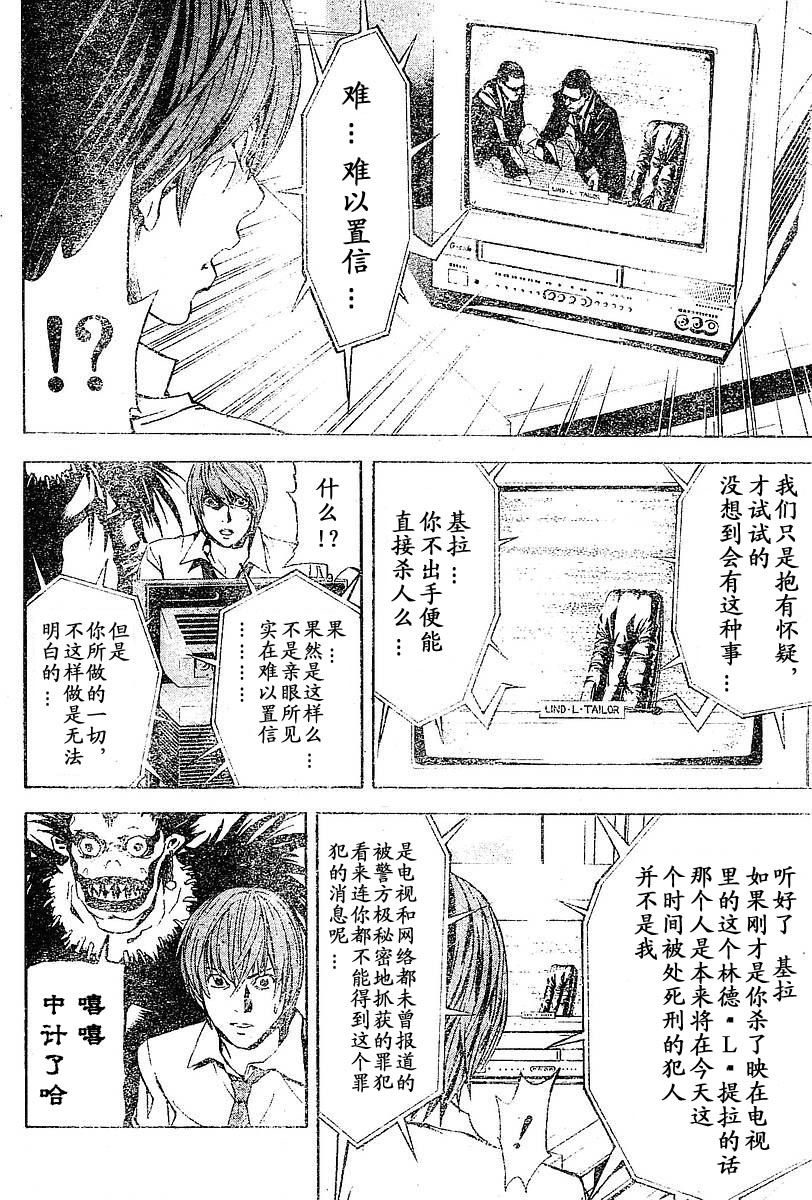 难…难以置信…
LIND·L·TAILOR
G-code
!?
我们只是抱有怀疑，
才试试的
没想到会有这种事…
基拉…
你不出手便能
直接杀人么…
LIND·L·TAILOR
什么!?
果…
果然是这样么…
不是亲眼所见
实在难以置信
…………
但是
你所做的一切，
不这样做是无法
明白的…
听好了 基拉
如果刚才是你杀了映在电视
里的这个林德·L·提拉的话
那个人是本来将在今天这
个时间被处死刑的犯人
并不是我
!
是电视和网络都未曾报道的
被警方极秘密地抓获的罪犯
看来连你都不能得到这个罪
犯的消息呢…
嘻嘻
中计了哈